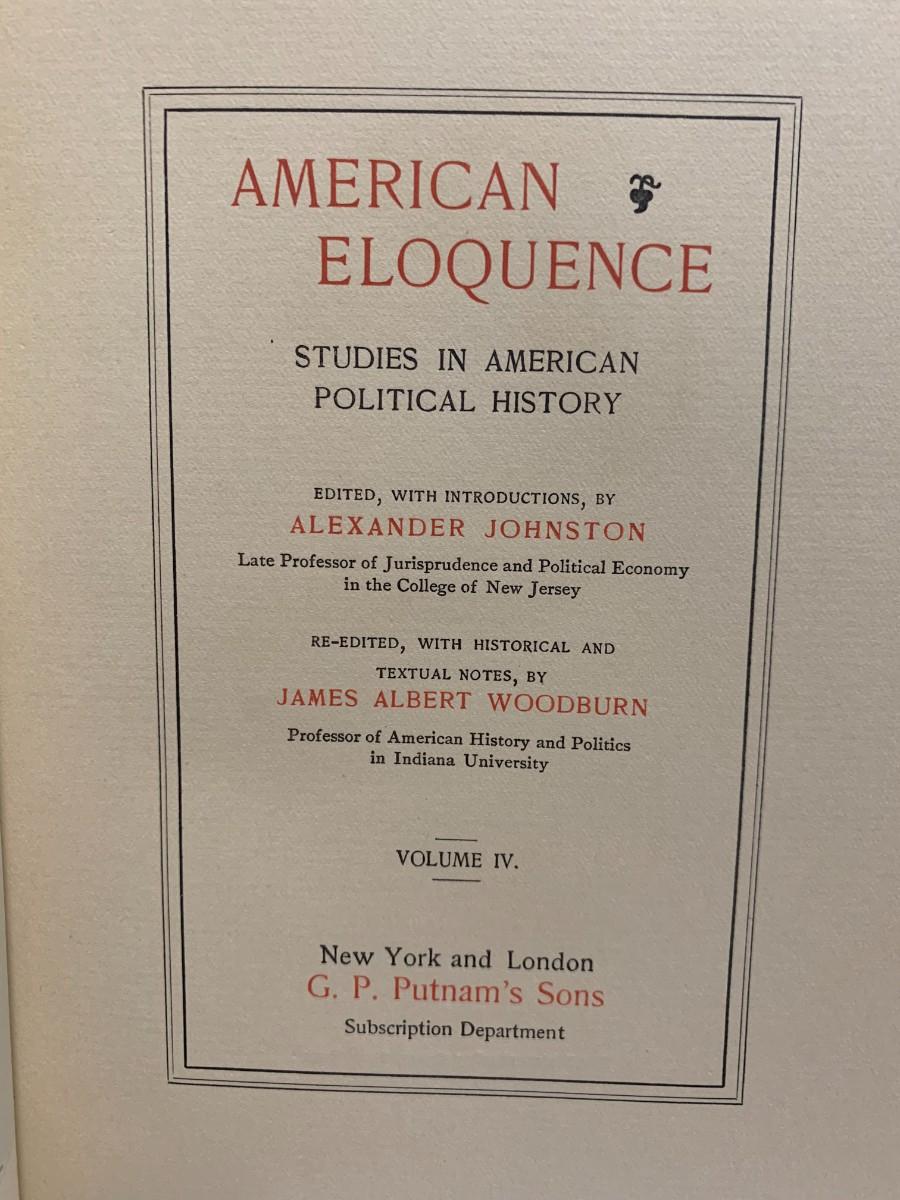 AMERICAN
ELOQUENCE
STUDIES IN AMERICAN
POLITICAL HISTORY
EDITED, WITH INTRODUCTIONS, BY
ALEXANDER JOHNSTON
Late Professor of Jurisprudence and Political Economy
in the College of New Jersey
RE-EDITED, WITH HISTORICAL AND
TEXTUAL NOTES, BY
JAMES ALBERT WOODBURN
Professor of American History and Politics
in Indiana University
VOLUME IV.
New York and London
G. P. Putnam's Sons
Subscription Department